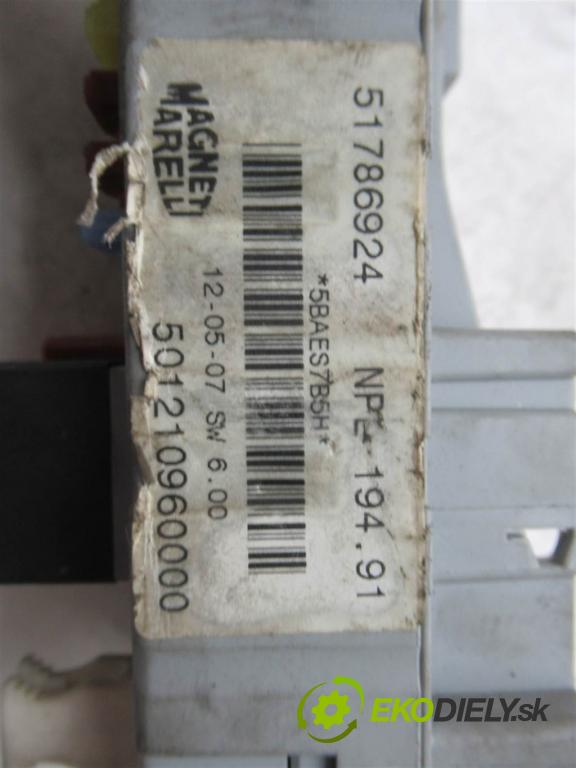 51786924 NPL 194.91
*5BAES7B5H*
MAGNETI
MARELLI
12-05-07 SW 6.00
501210960000
EKODIELY.sk